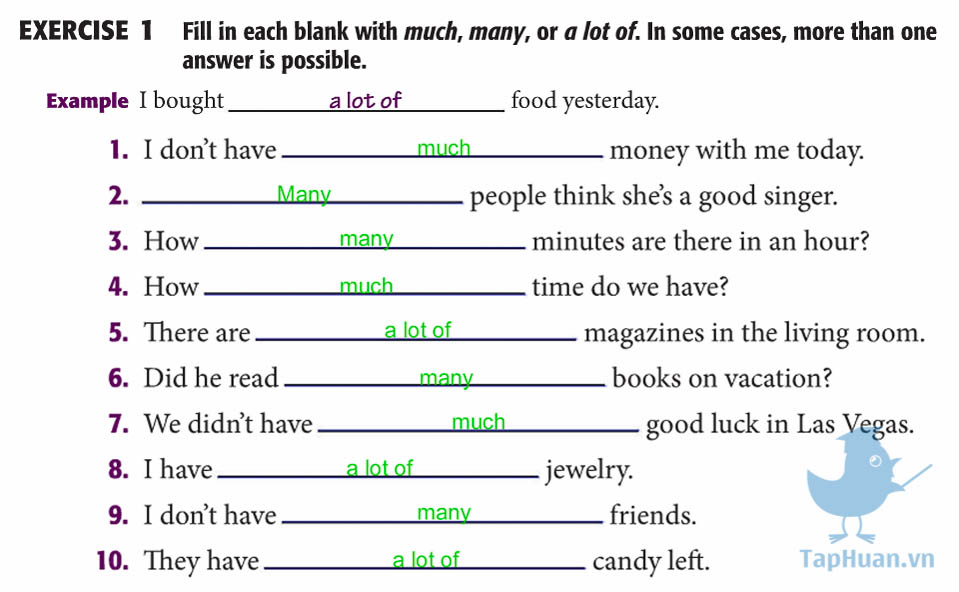 EXERCISE 1 Fill in each blank with much, many, or a lot of. In some cases, more than one
answer is possible.
Example I bought a lot of food yesterday.
1. I don't have much money with me today.
2. Many people think she's a good singer.
3. How many minutes are there in an hour?
4. How much time do we have?
5. There are a lot of magazines in the living room.
6. Did he read many books on vacation?
7. We didn't have much good luck in Las Vegas.
8. I have a lot of jewelry.
9. I don't have many friends.
10. They have a lot of candy left.
TapHuan.vn